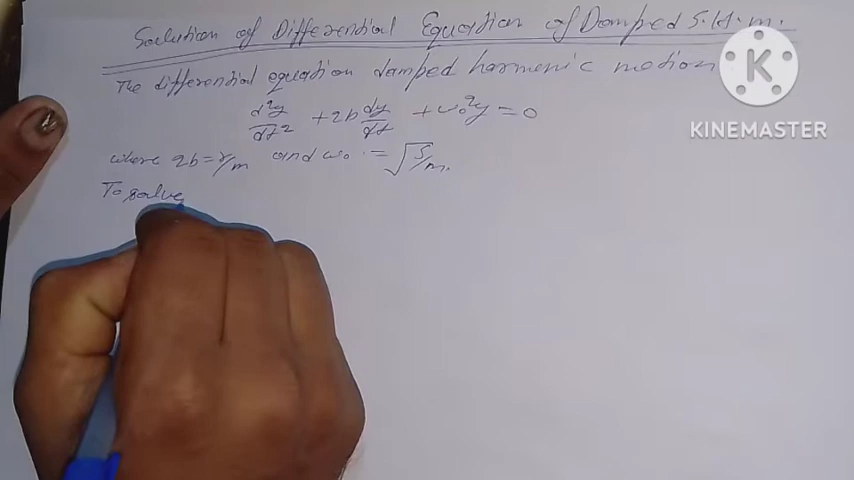 Solution of Differential Equation of Damped S.H.M.
The differential equation damped harmonic motion
d²y/dt² + 2b dy/dt + ω₀²y = 0
where 2b = r/m and ω₀ = √S/m.
To solve
K
KINEMASTER